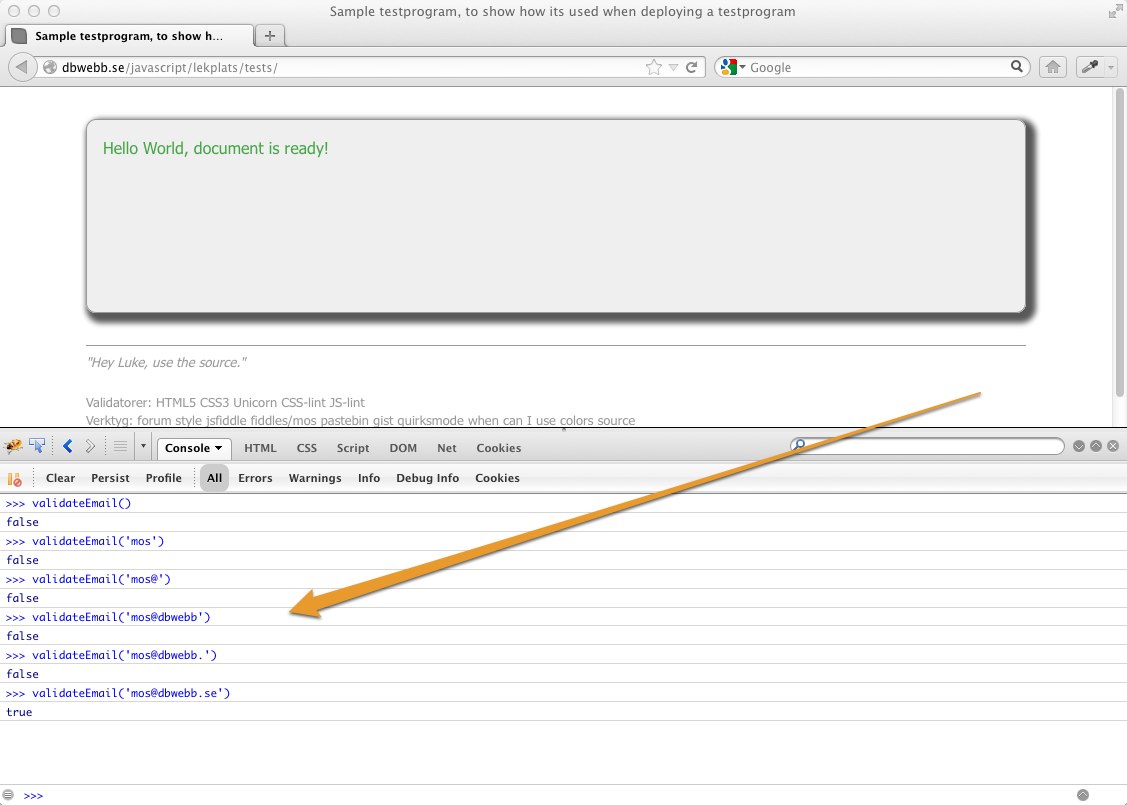 Sample testprogram, to show how its used when deploying a testprogram
Sample testprogram, to show h...
dbwebb.se/javascript/lekplats/tests/
Google
Hello World, document is ready!
"Hey Luke, use the source."
Validatorer: HTML5 CSS3 Unicorn CSS-lint JS-lint
Verktyg: forum style jsfiddle fiddles/mos pastebin gist quirksmode when can I use colors source
Console HTML CSS Script DOM Net Cookies
Clear Persist Profile All Errors Warnings Info Debug Info Cookies
>>> validateEmail()
false
>>> validateEmail('mos')
false
>>> validateEmail('mos@')
false
>>> validateEmail('mos@dbwebb')
false
>>> validateEmail('mos@dbwebb.')
false
>>> validateEmail('mos@dbwebb.se')
true
>>>